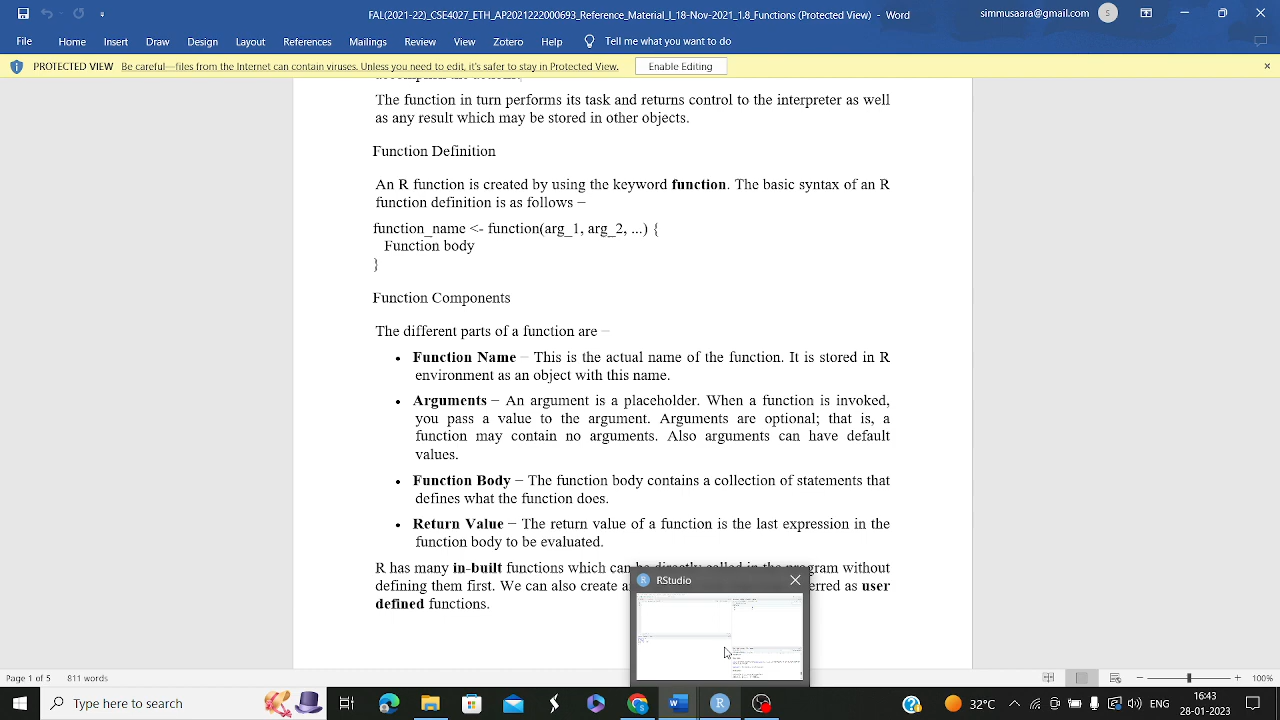 FAL(2021-22)_CSE4027_ETH_AP2021222000693_Reference_Material_I_18-Nov-2021_1.8_Functions (Protected View) - Word
simmusaara@gmail.com
S
File Home Insert Draw Design Layout References Mailings Review View Zotero Help Tell me what you want to do
PROTECTED VIEW Be careful—files from the Internet can contain viruses. Unless you need to edit, it's safer to stay in Protected View. Enable Editing
The function in turn performs its task and returns control to the interpreter as well
as any result which may be stored in other objects.
Function Definition
An R function is created by using the keyword function. The basic syntax of an R
function definition is as follows −
function_name <- function(arg_1, arg_2, ...) {
Function body
}
Function Components
The different parts of a function are −
• Function Name − This is the actual name of the function. It is stored in R
environment as an object with this name.
• Arguments − An argument is a placeholder. When a function is invoked,
you pass a value to the argument. Arguments are optional; that is, a
function may contain no arguments. Also arguments can have default
values.
• Function Body − The function body contains a collection of statements that
defines what the function does.
• Return Value − The return value of a function is the last expression in the
function body to be evaluated.
R has many in-built functions which can be directly called in the program without
defining them first. We can also create a erred as user
defined functions.
R RStudio
Type here to search
32°C
ENG
16:43
28-01-2023